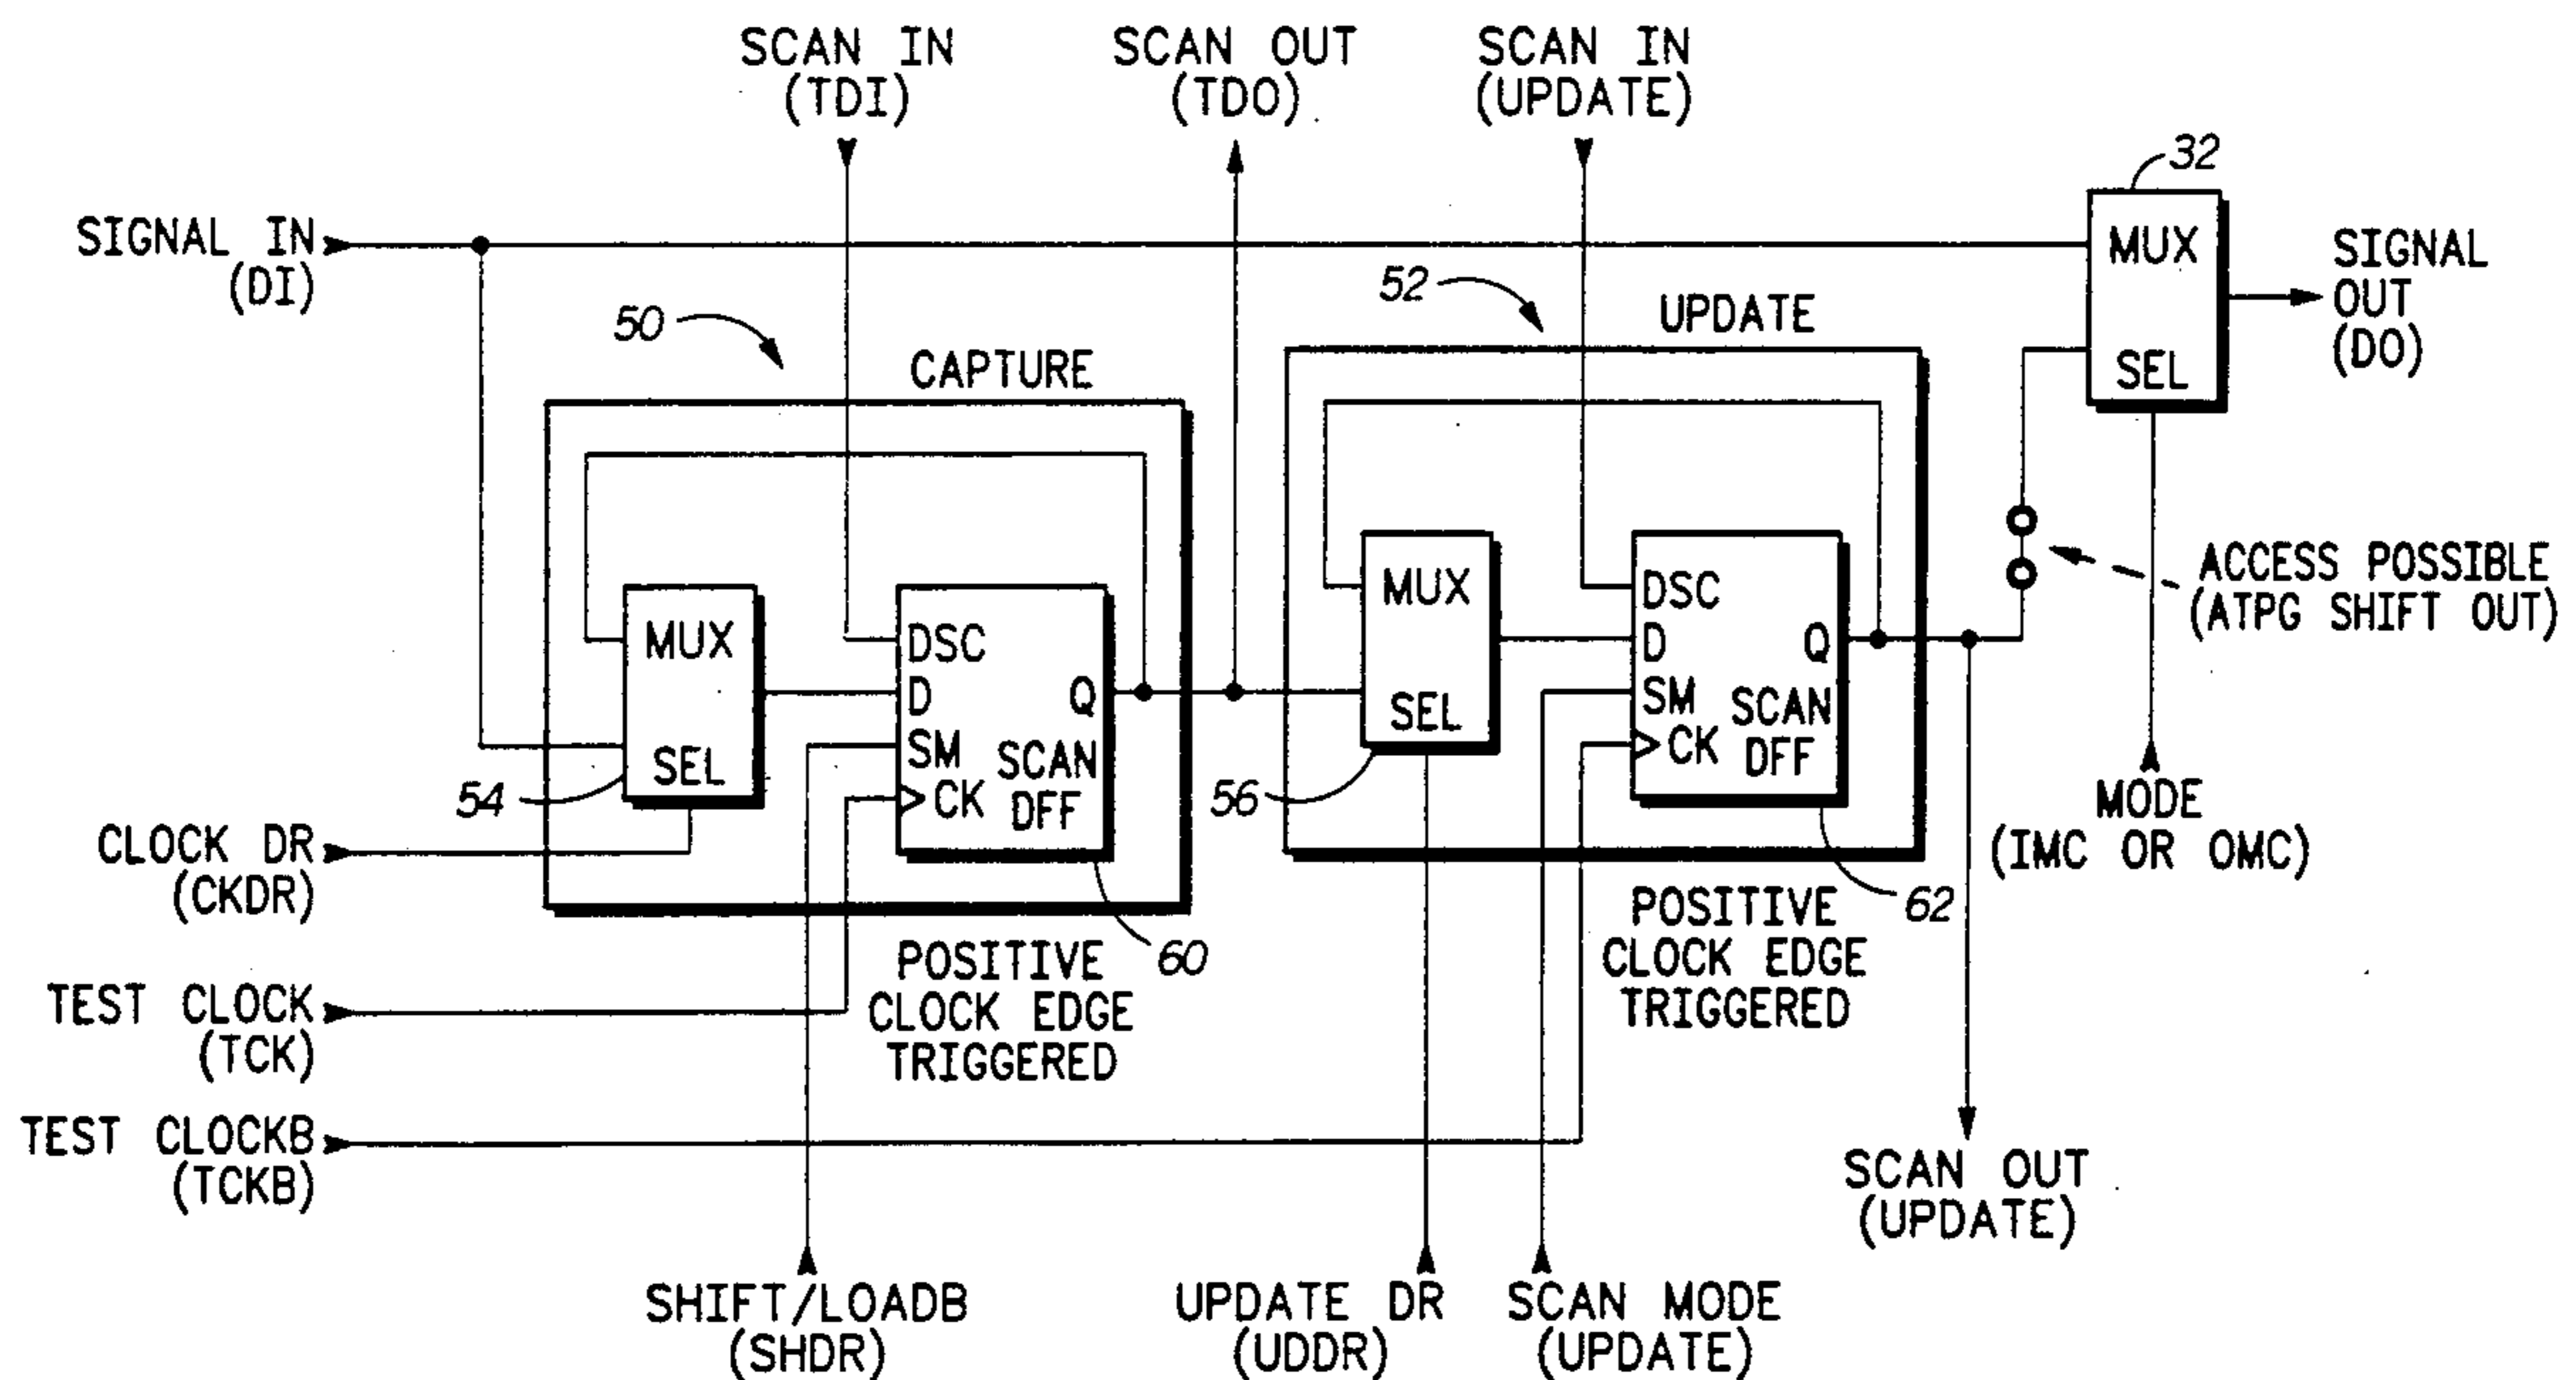 SCAN IN
(TDI)
SCAN OUT
(TDO)
SCAN IN
(UPDATE)
32
SIGNAL IN
(DI)
MUX
SEL
SIGNAL
OUT
(DO)
50
CAPTURE
52
UPDATE
MUX
SEL
54
DSC
D
SM
CK
Q
SCAN
DFF
60
MUX
SEL
56
DSC
D
SM
CK
Q
SCAN
DFF
62
ACCESS POSSIBLE
(ATPG SHIFT OUT)
MODE
(IMC OR OMC)
CLOCK DR
(CKDR)
POSITIVE
CLOCK EDGE
TRIGGERED
POSITIVE
CLOCK EDGE
TRIGGERED
TEST CLOCK
(TCK)
TEST CLOCKB
(TCKB)
SCAN OUT
(UPDATE)
SHIFT/LOADB
(SHDR)
UPDATE DR
(UDDR)
SCAN MODE
(UPDATE)